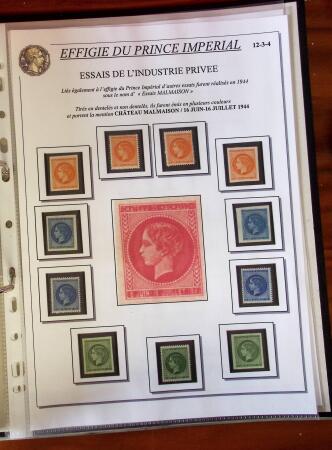 EFFIGIE DU PRINCE IMPERIAL
12-3-4
ESSAIS DE L'INDUSTRIE PRIVEE
Liés également à l'effigie du Prince Impérial d'autres essais furent réalisés en 1944
sous le nom d' « Essais MALMAISON »
Tirés en dentelés et non dentelés, ils furent émis en plusieurs couleurs
et portent la mention CHÂTEAU MALMAISON / 16 JUIN-16 JUILLET 1944